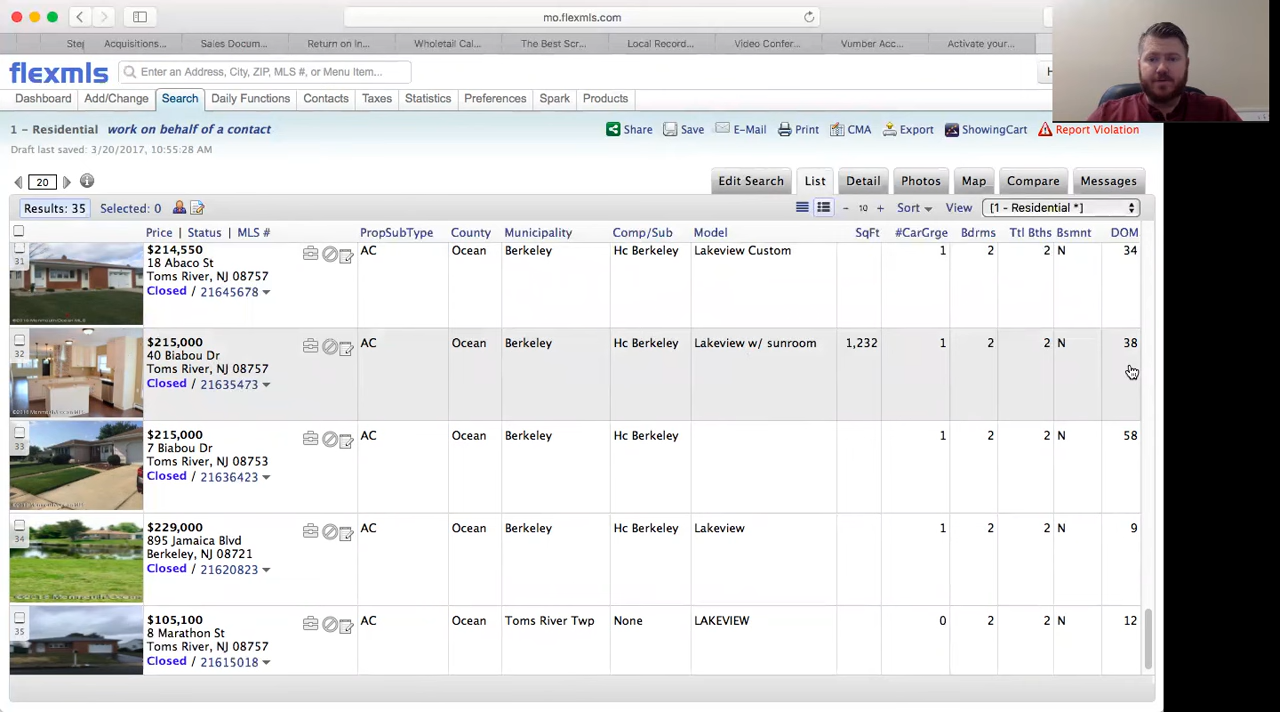 mo.flexmls.com
Ste Acquisitions... Sales Docum... Return on In... Wholetail Cal... The Best Scr... Local Record... Video Confer... Vumber Acc... Activate your...
flexmls Enter an Address, City, ZIP, MLS #, or Menu Item...
Dashboard Add/Change Search Daily Functions Contacts Taxes Statistics Preferences Spark Products
1 – Residential work on behalf of a contact Share Save E-Mail Print CMA Export ShowingCart Report Violation
Draft last saved: 3/20/2017, 10:55:28 AM
20 Edit Search List Detail Photos Map Compare Messages
Results: 35 Selected: 0 – 10 + Sort View [1 - Residential *]
Price | Status | MLS # PropSubType County Municipality Comp/Sub Model SqFt #CarGrge Bdrms Ttl Bths Bsmnt DOM
31 $214,550 AC Ocean Berkeley Hc Berkeley Lakeview Custom 1 2 2 N 34
18 Abaco St
Toms River, NJ 08757
Closed / 21645678
32 $215,000 AC Ocean Berkeley Hc Berkeley Lakeview w/ sunroom 1,232 1 2 2 N 38
40 Biabou Dr
Toms River, NJ 08757
Closed / 21635473
33 $215,000 AC Ocean Berkeley Hc Berkeley 1 2 2 N 58
7 Biabou Dr
Toms River, NJ 08753
Closed / 21636423
34 $229,000 AC Ocean Berkeley Hc Berkeley Lakeview 1 2 2 N 9
895 Jamaica Blvd
Berkeley, NJ 08721
Closed / 21620823
35 $105,100 AC Ocean Toms River Twp None LAKEVIEW 0 2 2 N 12
8 Marathon St
Toms River, NJ 08757
Closed / 21615018